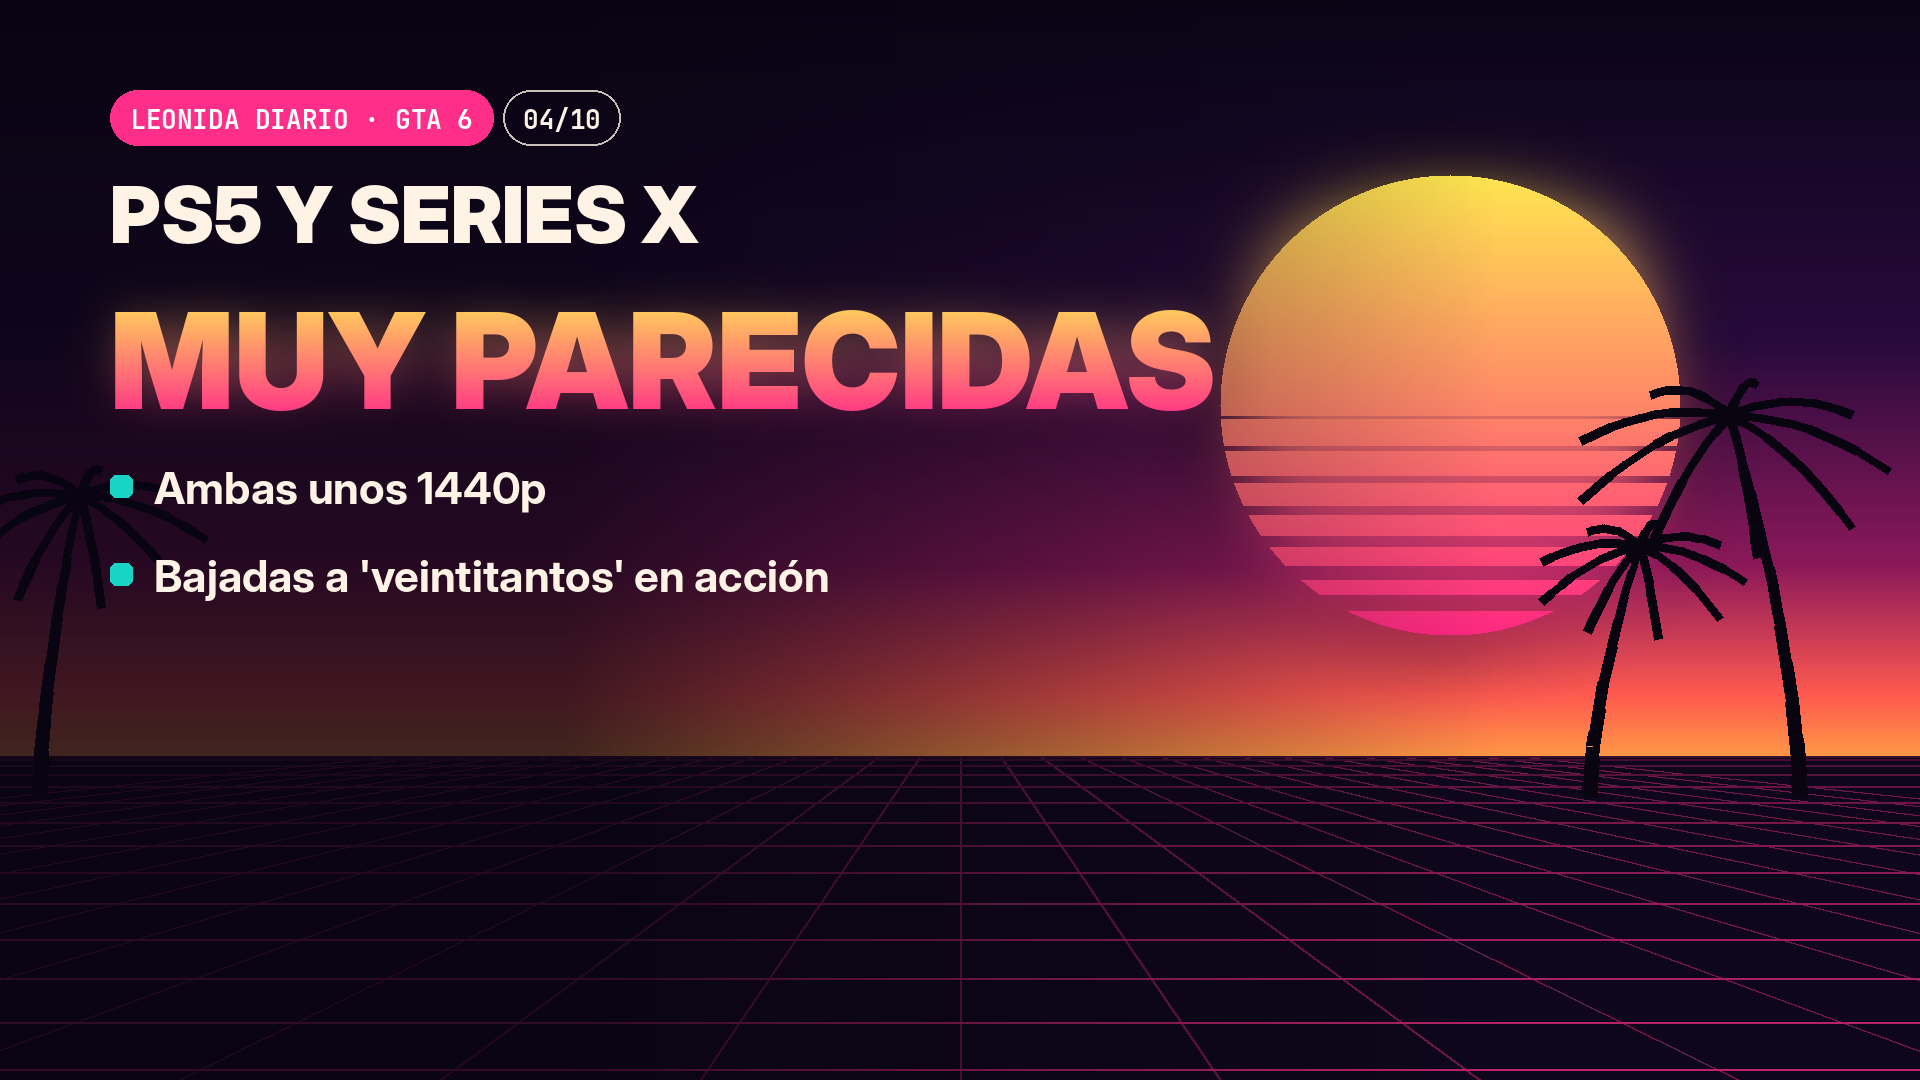 LEONIDA DIARIO · GTA 6 04/10
PS5 Y SERIES X
MUY PARECIDAS
Ambas unos 1440p
Bajadas a 'veintitantos' en acción